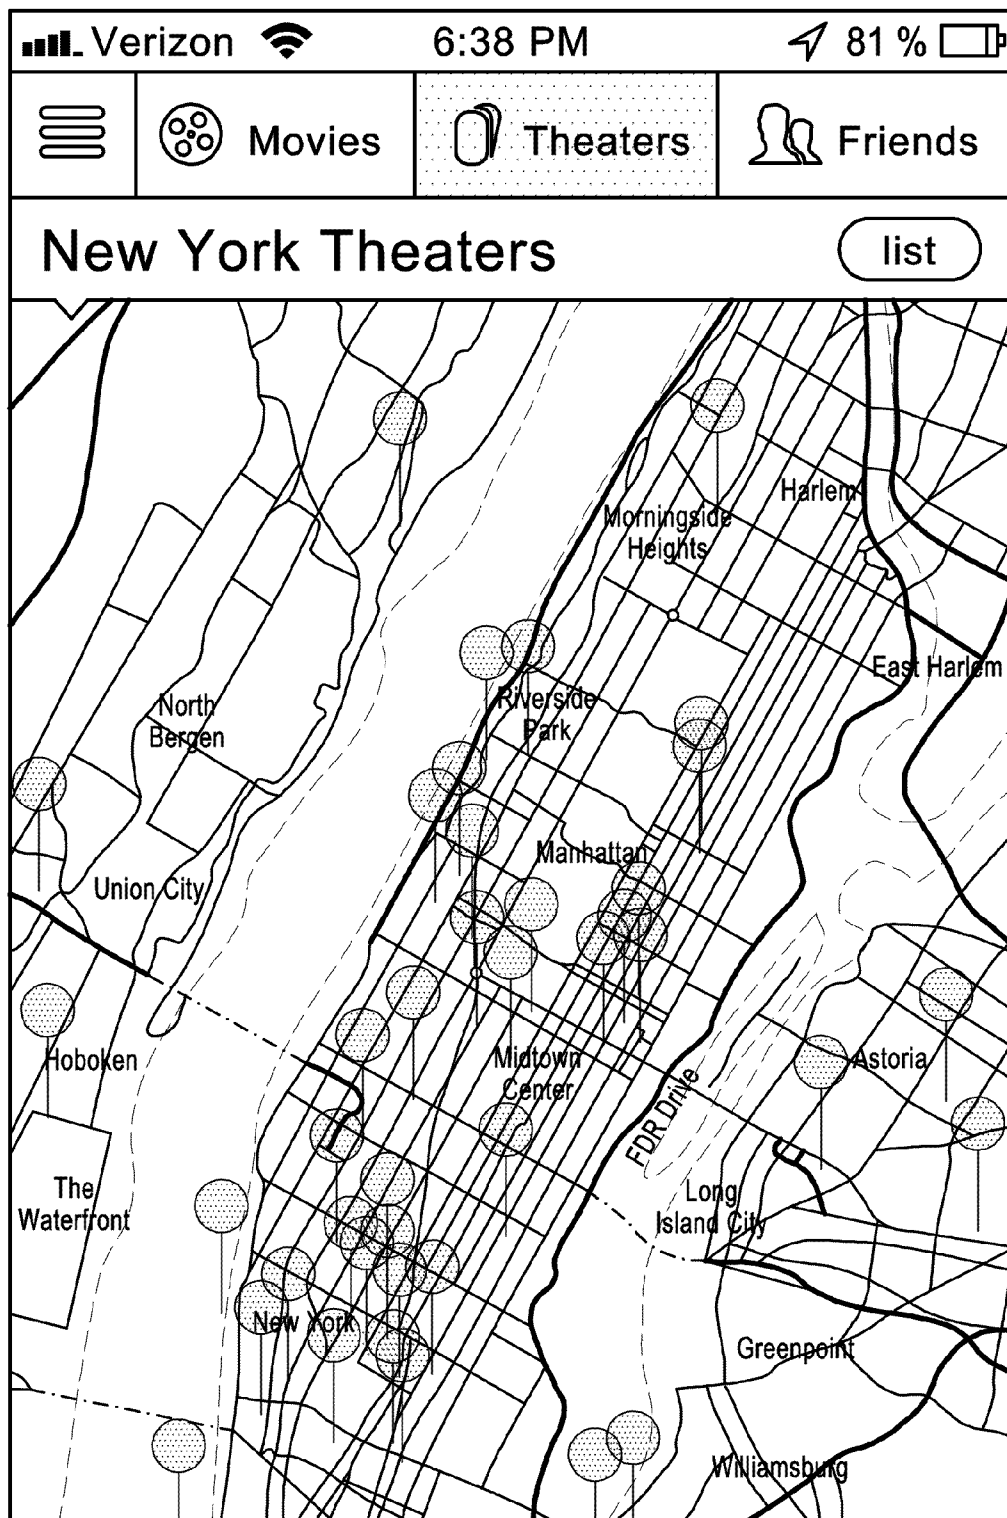 Verizon 6:38 PM 81 %
Movies Theaters Friends
New York Theaters list
Harlem
Morningside
Heights
East Harlem
Riverside
Park
North
Bergen
Manhattan
Union City
Hoboken
Midtown
Center
Astoria
FDR Drive
The
Waterfront
Long
Island City
New York
Greenpoint
Williamsburg